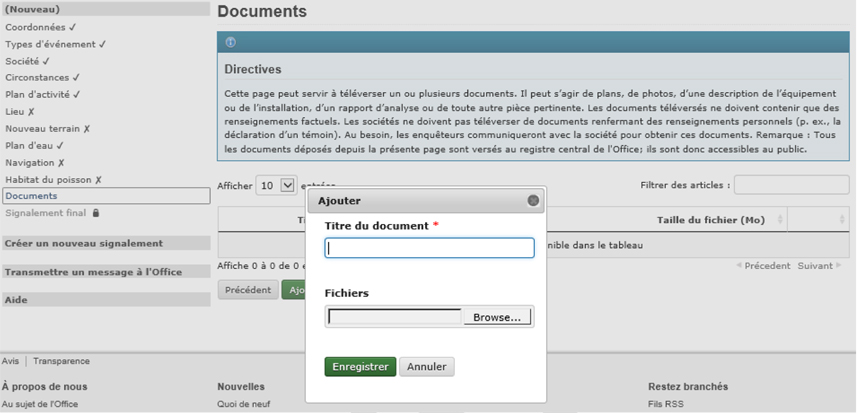 (Nouveau)
Coordonnées ✓
Types d'événement ✓
Société ✓
Circonstances ✓
Plan d'activité ✓
Lieu ✗
Nouveau terrain ✗
Plan d'eau ✓
Navigation ✗
Habitat du poisson ✗
Documents
Signalement final
Créer un nouveau signalement
Transmettre un message à l'Office
Aide
Documents
Directives
Cette page peut servir à téléverser un ou plusieurs documents. Il peut s'agir de plans, de photos, d'une description de l'équipement
ou de l'installation, d'un rapport d'analyse ou de toute autre pièce pertinente. Les documents téléversés ne doivent contenir que des
renseignements factuels. Les sociétés ne doivent pas téléverser de documents renfermant des renseignements personnels (p. ex., la
déclaration d'un témoin). Au besoin, les enquêteurs communiqueront avec la société pour obtenir ces documents. Remarque : Tous
les documents déposés depuis la présente page sont versés au registre central de l'Office; ils sont donc accessibles au public.
Afficher 10 entrées
Filtrer des articles :
Taille du fichier (Mo)
nible dans le tableau
Affiche 0 à 0 de 0
Précedent Suivant
Précédent Ajo
Ajouter
Titre du document *
Fichiers
Browse...
Enregistrer Annuler
Avis | Transparence
À propos de nous
Au sujet de l'Office
Nouvelles
Quoi de neuf
Restez branchés
Fils RSS